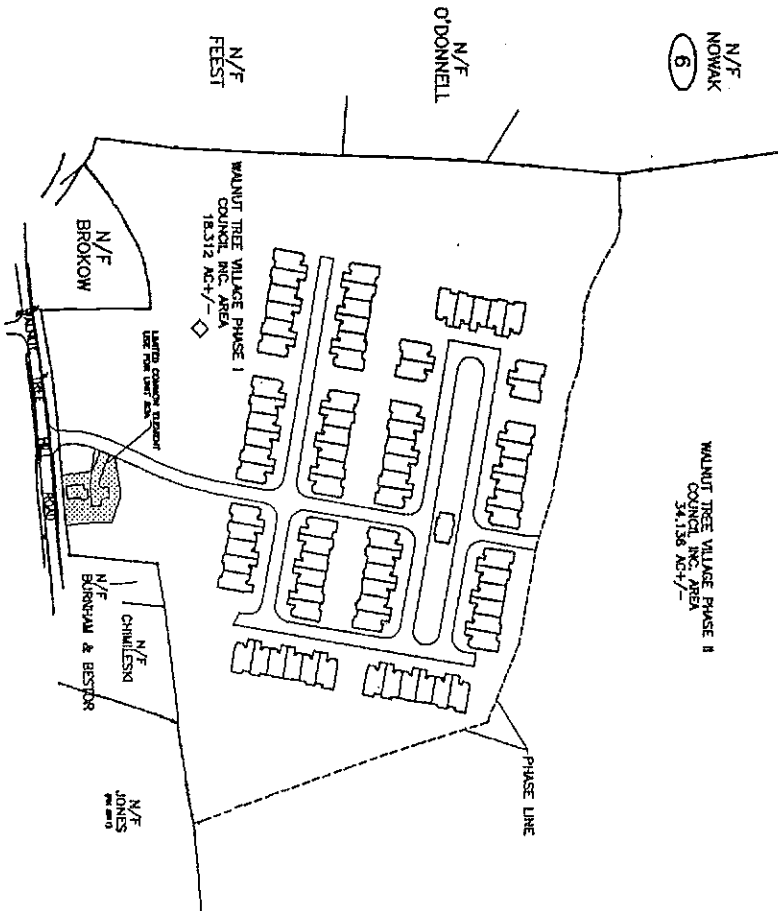 N/F
NOWAK
6
N/F
O'DONNELL
N/F
FEEST
WALNUT TREE VILLAGE PHASE II
COUNCIL INC. AREA
34.136 AC+/-
WALNUT TREE VILLAGE PHASE I
COUNCIL INC. AREA
18.312 AC+/-
N/F
BROKOW
LIMITED COMMON ELEMENT
USE FOR UNIT
WALNUT TREE HILL ROAD
N/F
BURNHAM & BESTOR
N/F
CHIMILESKI
N/F
JONES
PHASE LINE